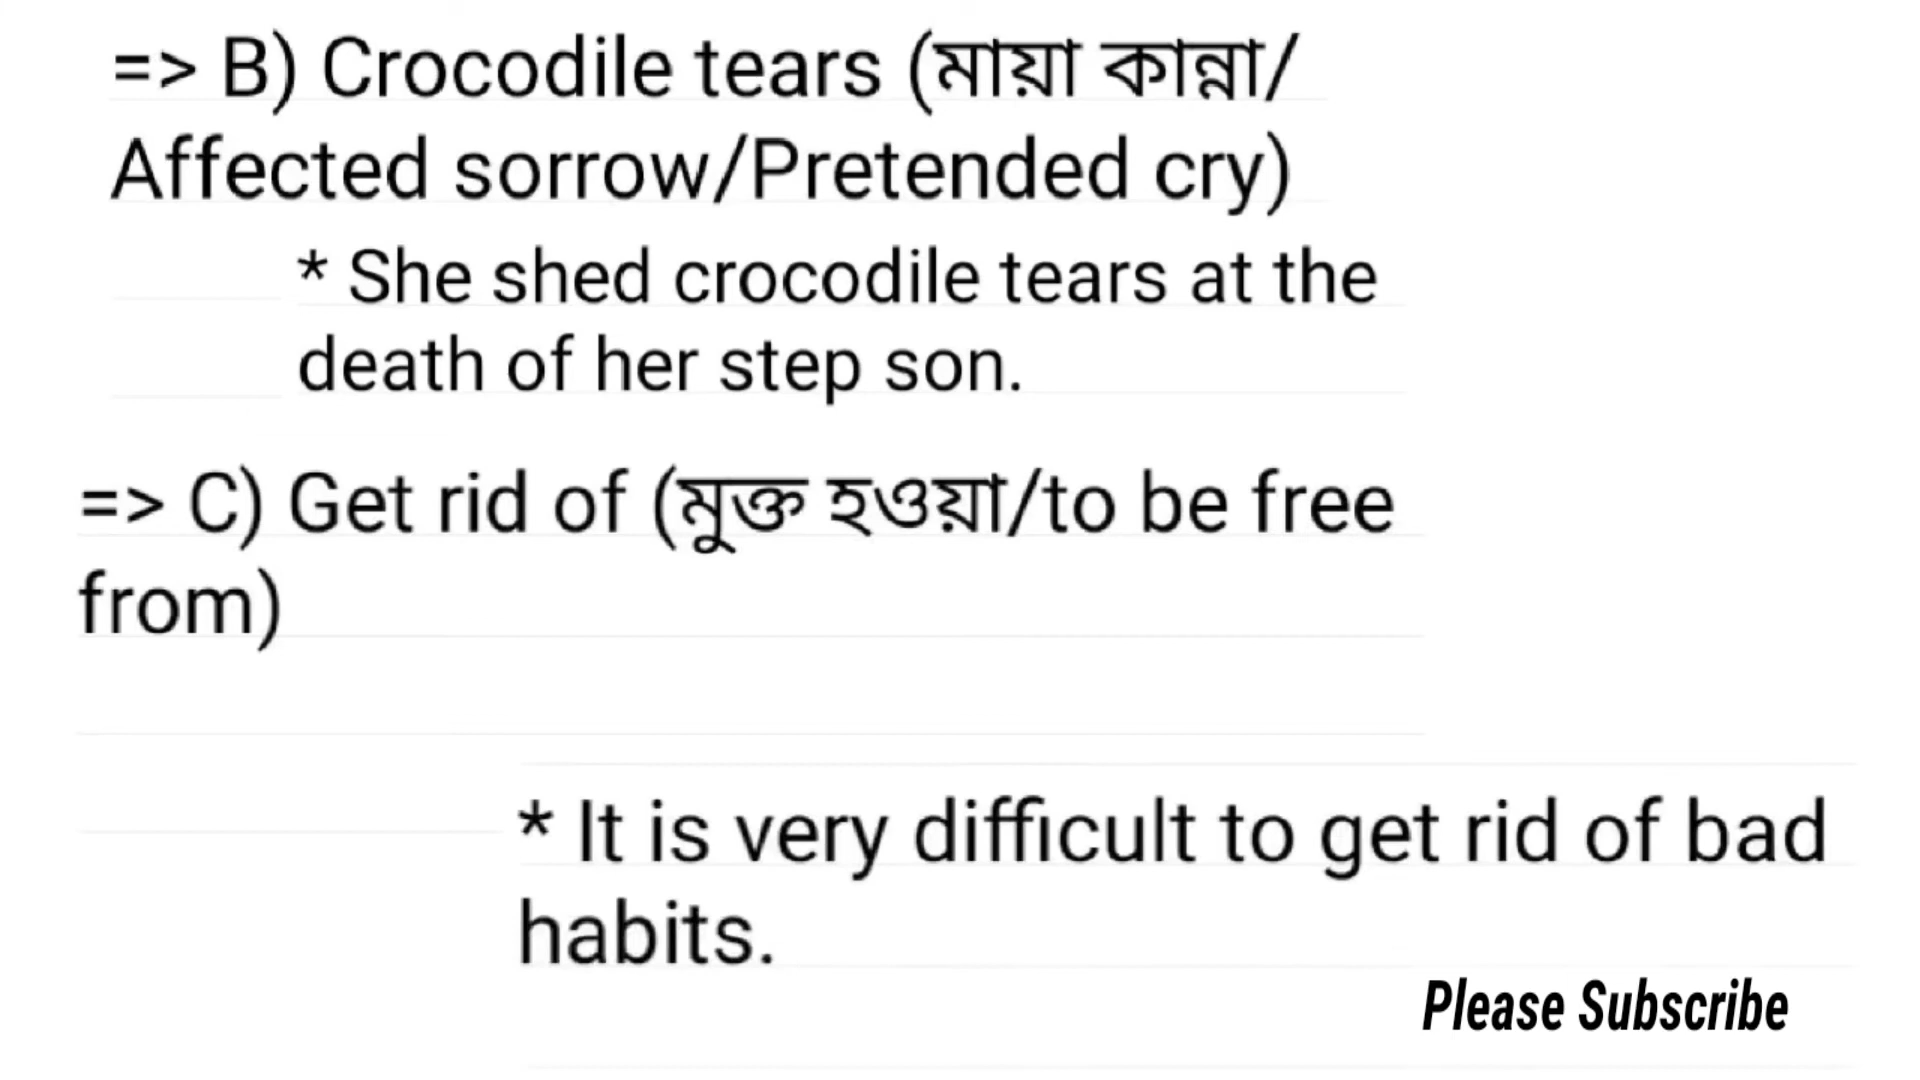 => B) Crocodile tears (মায়া কান্না/
Affected sorrow/Pretended cry)
* She shed crocodile tears at the
death of her step son.
=> C) Get rid of (মুক্ত হওয়া/to be free
from)
* It is very difficult to get rid of bad
habits.
Please Subscribe